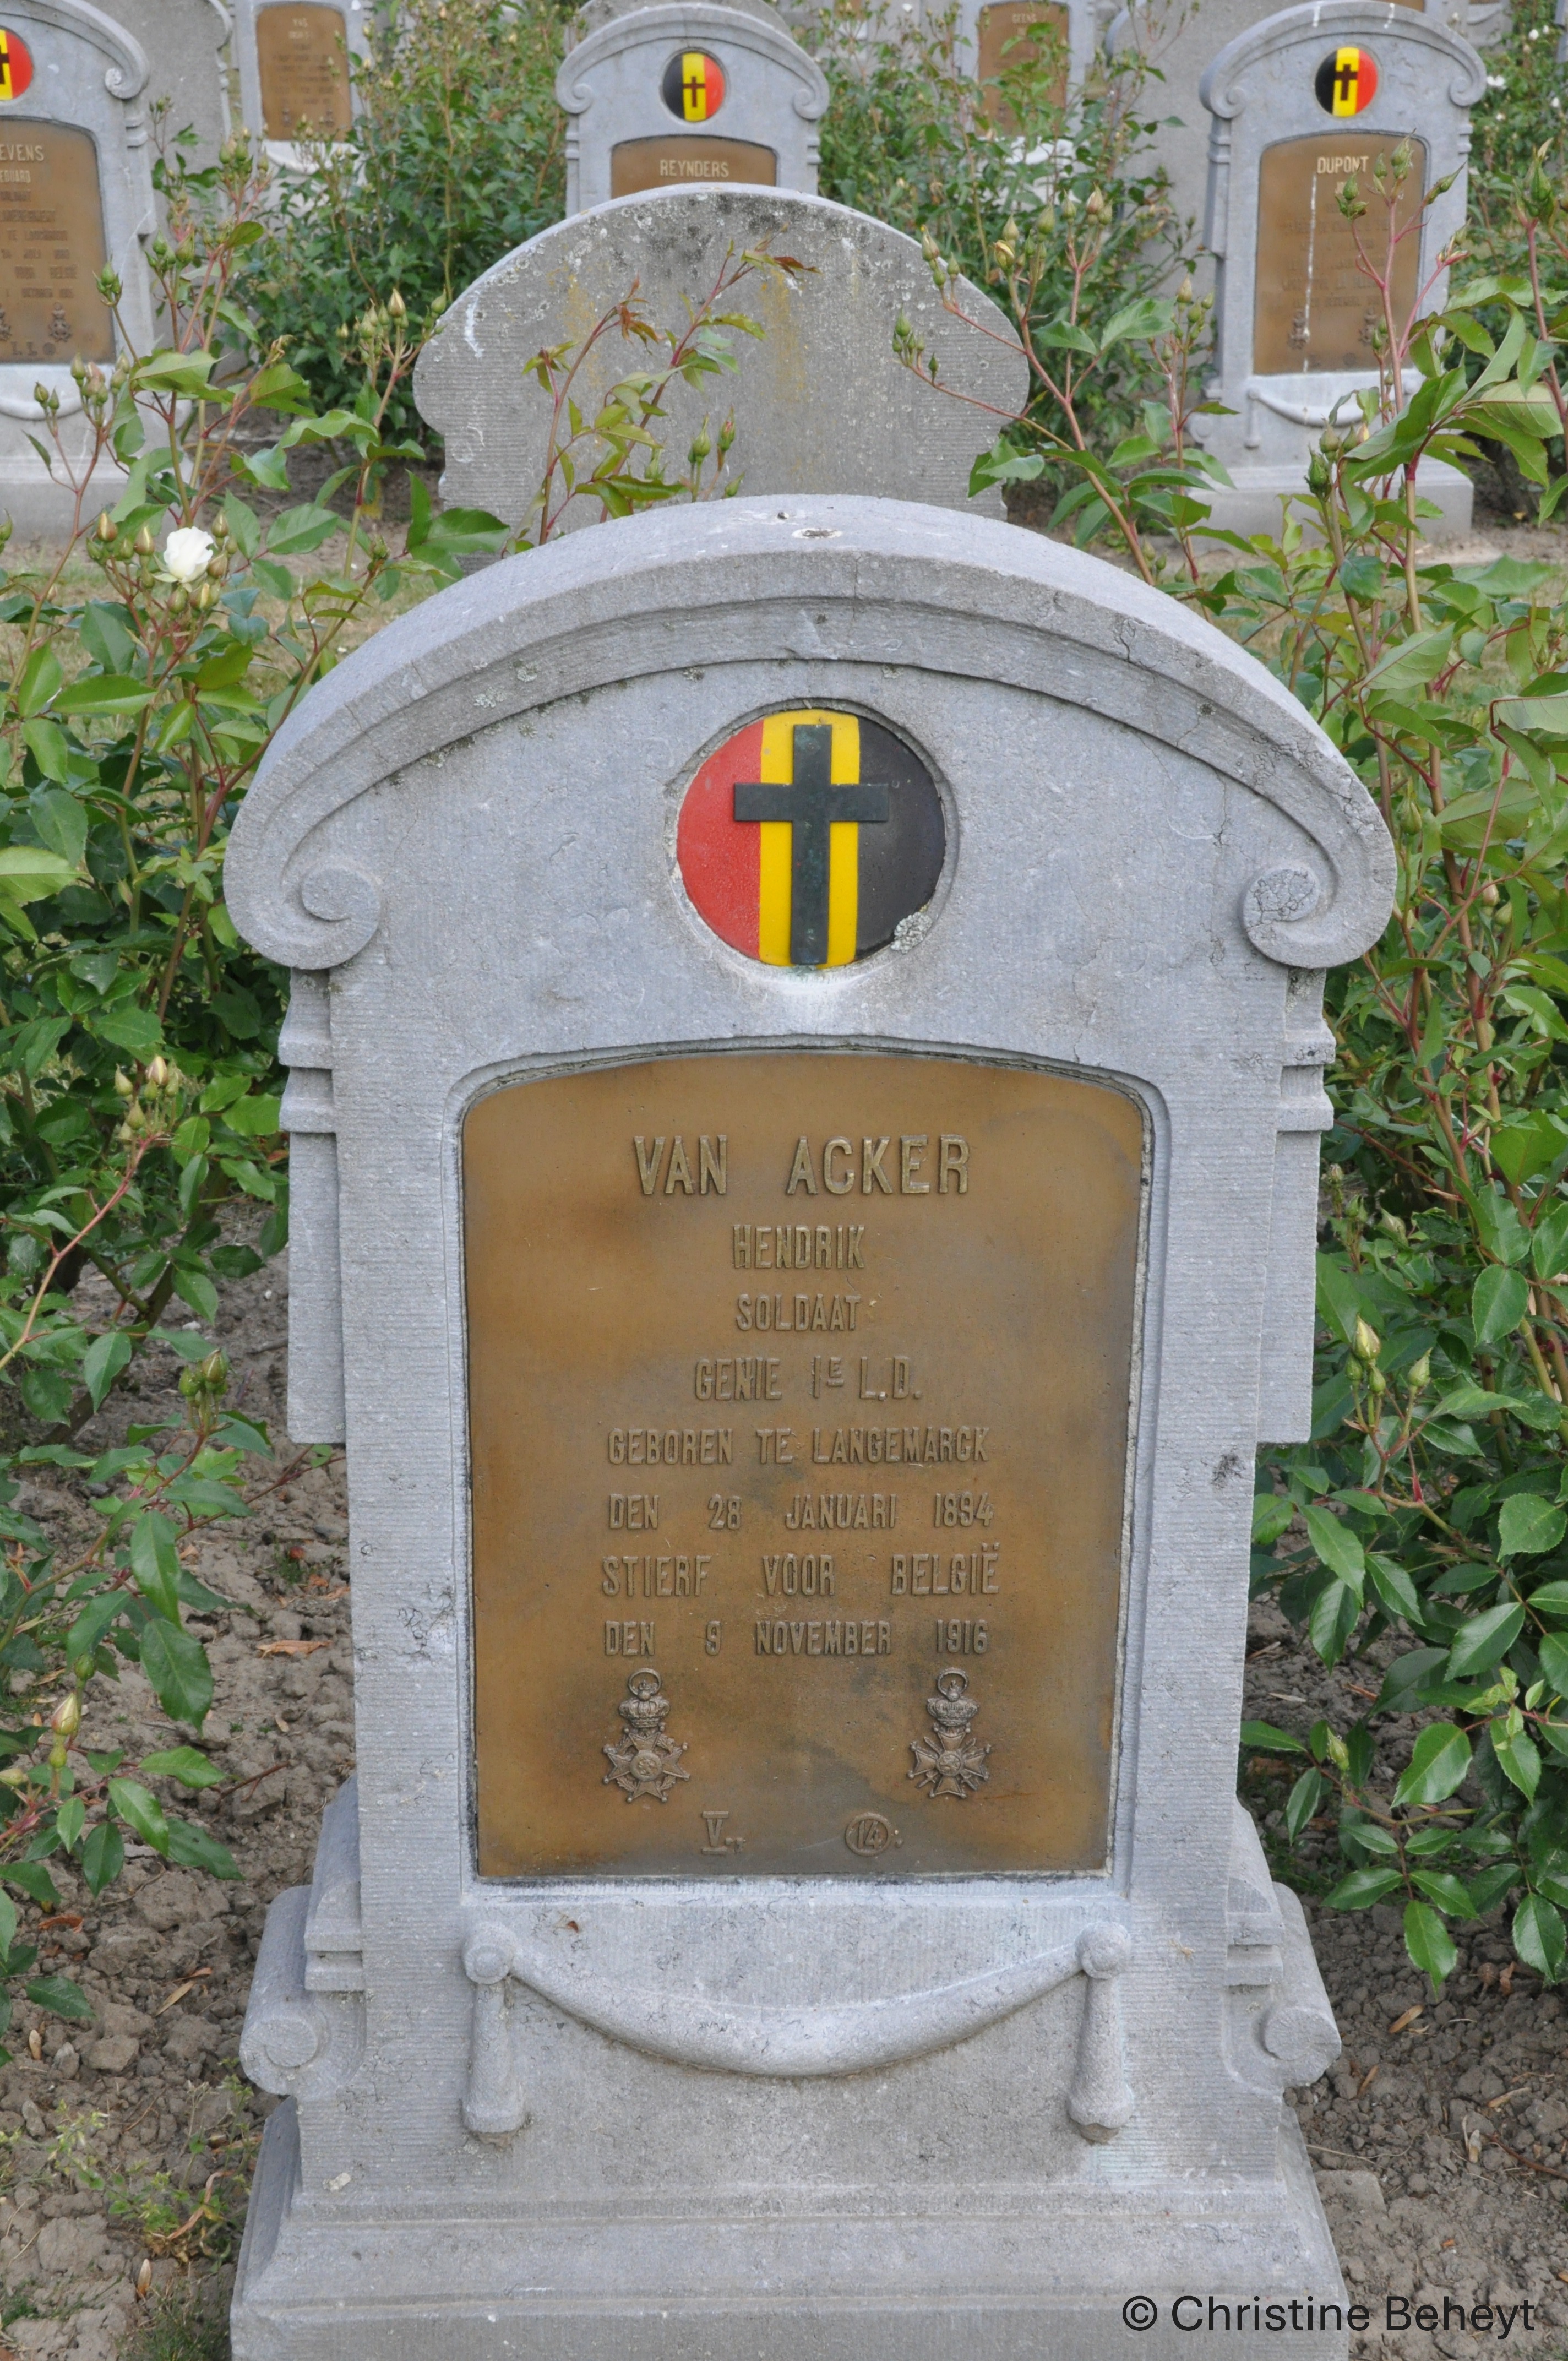 REYNDERS
DUPONT
EVENS
VAN ACKER
HENDRIK
SOLDAAT
GENIE 1E L.D.
GEBOREN TE LANGEMARCK
DEN 28 JANUARI 1894
STIERF VOOR BELGIË
DEN 9 NOVEMBER 1916
V.. 14.
© Christine Beheyt